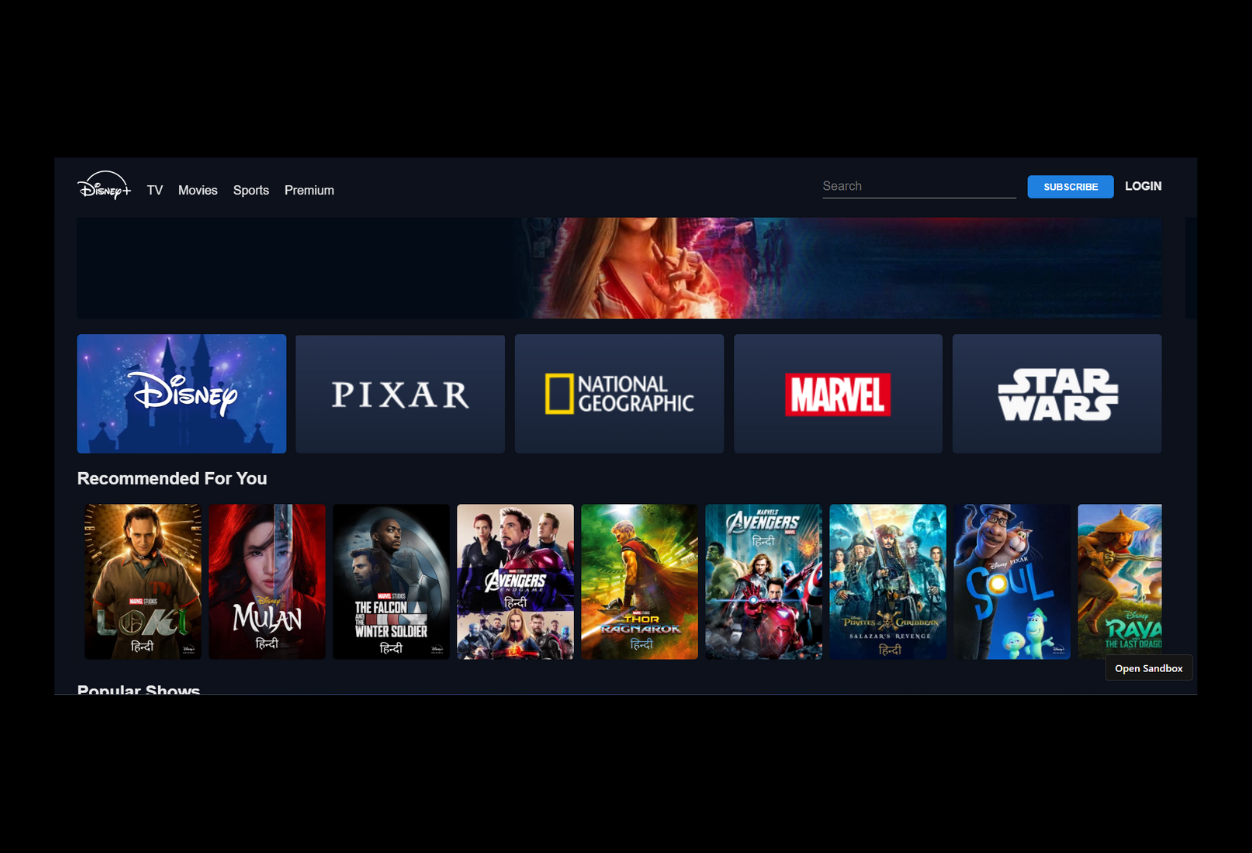 Disney+
TV Movies Sports Premium
Search
SUBSCRIBE
LOGIN
Disney
PIXAR
NATIONAL
GEOGRAPHIC
MARVEL
STAR
WARS
Recommended For You
MARVEL STUDIOS
LOKI
हिन्दी
Disney
MULAN
हिन्दी
MARVEL STUDIOS
THE FALCON
AND THE
WINTER SOLDIER
हिन्दी
AVENGERS
ENDGAME
हिन्दी
THOR
RAGNAROK
हिन्दी
MARVEL'S
AVENGERS
हिन्दी
Disney
PIRATES of the CARIBBEAN
SALAZAR'S REVENGE
हिन्दी
Disney PIXAR
SOUL
Disney
RAYA
THE LAST DRAGO
Open Sandbox
Popular Shows